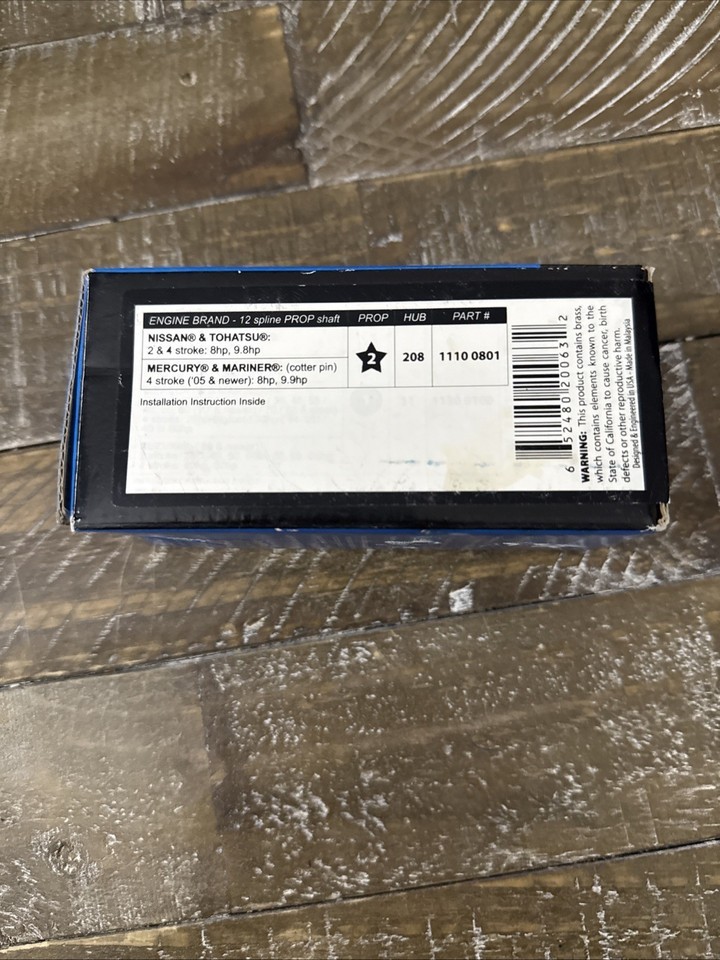 ENGINE BRAND - 12 spline PROP shaft PROP HUB PART #
NISSAN® & TOHATSU®:
2 & 4 stroke: 8hp, 9.8hp
MERCURY® & MARINER®: (cotter pin)
4 stroke ('05 & newer): 8hp, 9.9hp
2 208 1110 0801
Installation Instruction Inside
6 52480 12006 3 2
WARNING: This product contains brass,
which contains elements known to the
State of California to cause cancer, birth
defects or other reproductive harm.
Designed & Engineered in USA - Made in Malaysia